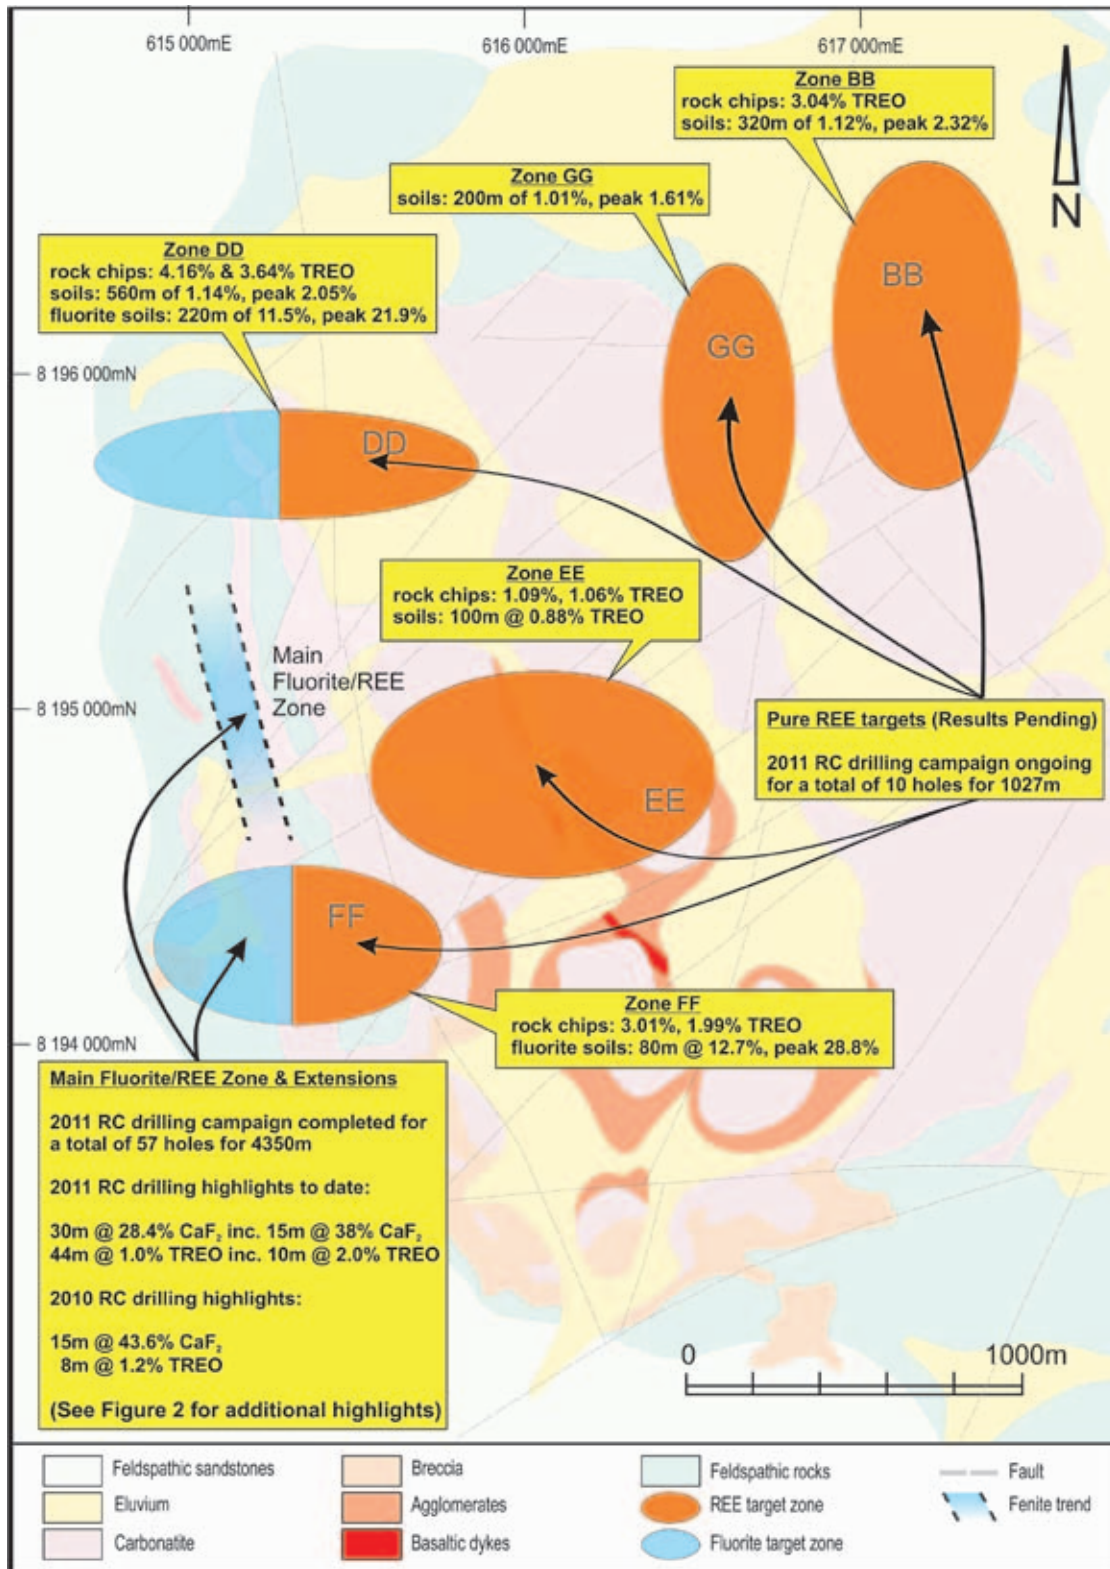 615 000mE
616 000mE
617 000mE
Zone BB
rock chips: 3.04% TREO
soils: 320m of 1.12%, peak 2.32%
Zone GG
soils: 200m of 1.01%, peak 1.61%
N
Zone DD
rock chips: 4.16% & 3.64% TREO
soils: 560m of 1.14%, peak 2.05%
fluorite soils: 220m of 11.5%, peak 21.9%
BB
GG
8 196 000mN
DD
Zone EE
rock chips: 1.09%, 1.06% TREO
soils: 100m @ 0.88% TREO
Main
Fluorite/REE
Zone
8 195 000mN
Pure REE targets (Results Pending)
2011 RC drilling campaign ongoing
for a total of 10 holes for 1027m
EE
FF
Zone FF
rock chips: 3.01%, 1.99% TREO
fluorite soils: 80m @ 12.7%, peak 28.8%
8 194 000mN
Main Fluorite/REE Zone & Extensions
2011 RC drilling campaign completed for
a total of 57 holes for 4350m
2011 RC drilling highlights to date:
30m @ 28.4% CaF₂ inc. 15m @ 38% CaF₂
44m @ 1.0% TREO inc. 10m @ 2.0% TREO
2010 RC drilling highlights:
15m @ 43.6% CaF₂
8m @ 1.2% TREO
(See Figure 2 for additional highlights)
0 1000m
Feldspathic sandstones
Eluvium
Carbonatite
Breccia
Agglomerates
Basaltic dykes
Feldspathic rocks
REE target zone
Fluorite target zone
Fault
Fenite trend